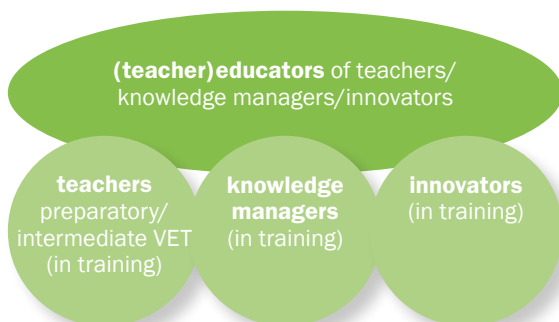 (teacher)educators of teachers/
knowledge managers/innovators
teachers
preparatory/
intermediate VET
(in training)
knowledge
managers
(in training)
innovators
(in training)